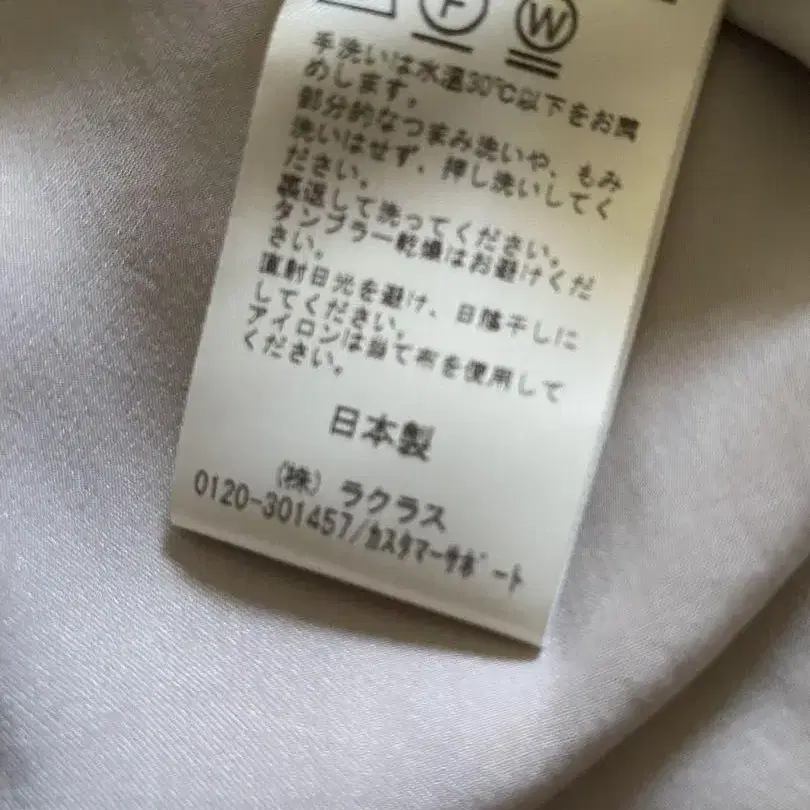 F W
手洗いは水温30℃以下をお薦
めします。
部分的なつまみ洗いや、もみ
洗いはせず、押し洗いしてく
ださい。
裏返して洗ってください。
タンブラー乾燥はお避けくだ
さい。
直射日光を避け、日陰干しに
してください。
アイロンは当て布を使用して
ください。
日本製
(株) ラクラス
0120-301457/カスタマーサポート